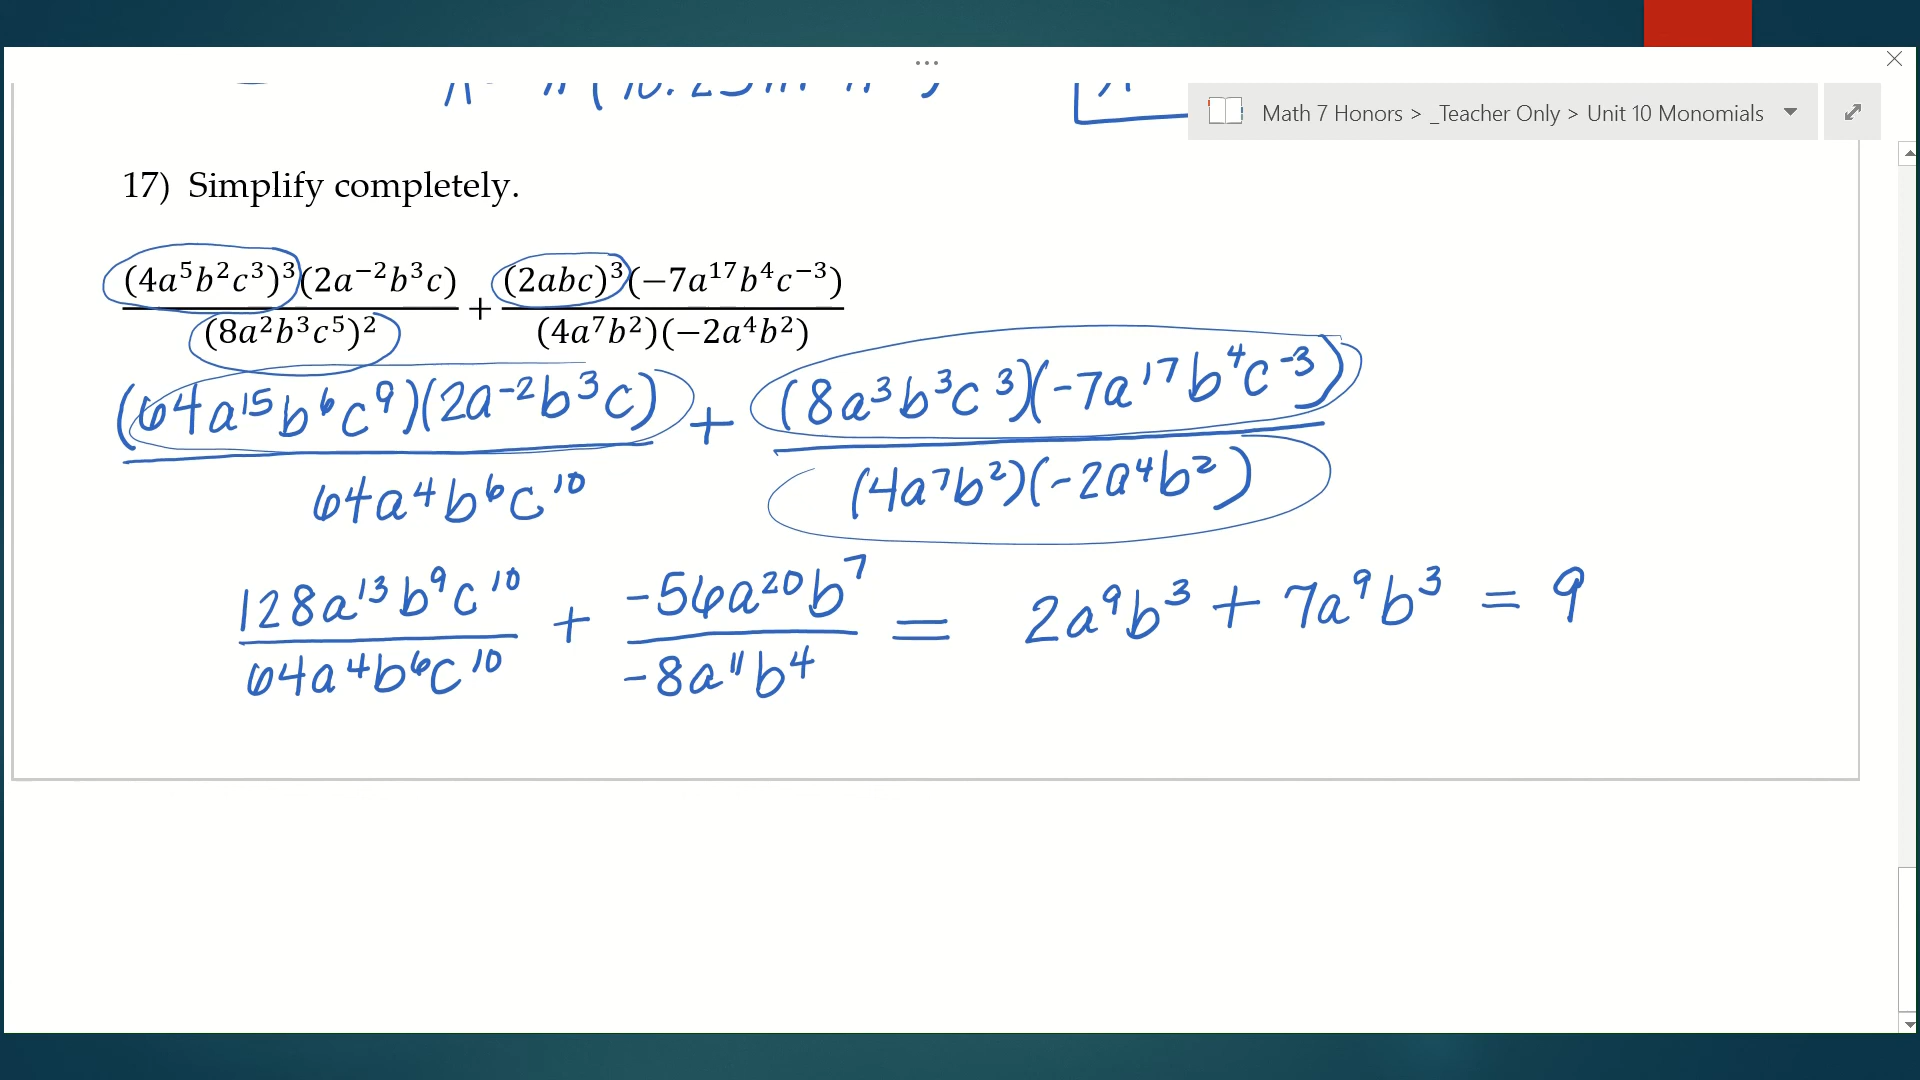 Math 7 Honors > _Teacher Only > Unit 10 Monomials
17) Simplify completely.
(4a⁵b²c³)³(2a⁻²b³c) / (8a²b³c⁵)² + (2abc)³(−7a¹⁷b⁴c⁻³) / (4a⁷b²)(−2a⁴b²)
(64a¹⁵b⁶c⁹)(2a⁻²b³c) / 64a⁴b⁶c¹⁰ + (8a³b³c³)(-7a¹⁷b⁴c⁻³) / (4a⁷b²)(-2a⁴b²)
128a¹³b⁹c¹⁰ / 64a⁴b⁶c¹⁰ + -56a²⁰b⁷ / -8a¹¹b⁴ = 2a⁹b³ + 7a⁹b³ = 9